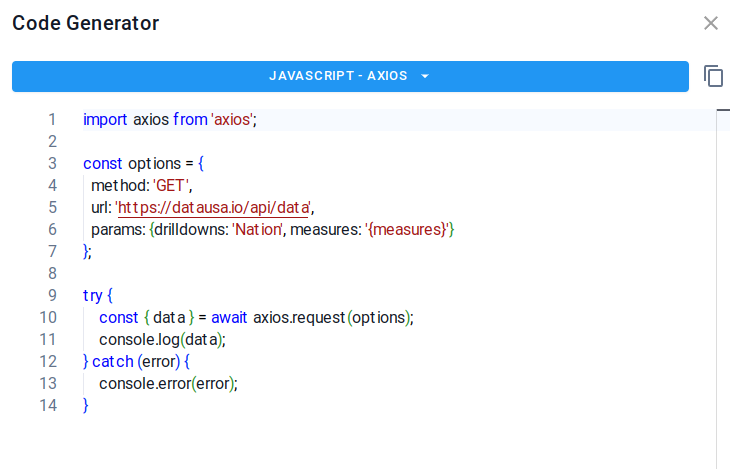 Code Generator
JAVASCRIPT - AXIOS
1 import axios from 'axios';
2
3 const options = {
4 method: 'GET',
5 url: 'https://datausa.io/api/data',
6 params: {drilldowns: 'Nation', measures: '{measures}'}
7 };
8
9 try {
10 const { data } = await axios.request(options);
11 console.log(data);
12 } catch (error) {
13 console.error(error);
14 }